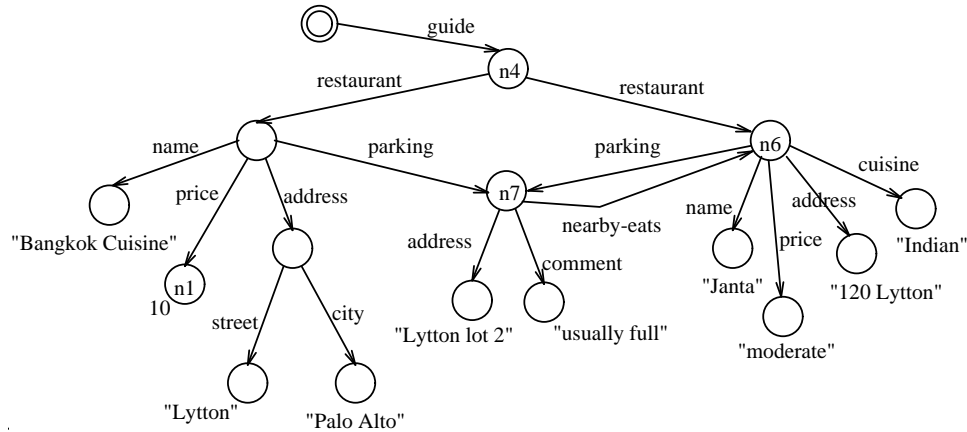 guide
n4
restaurant
restaurant
n6
name
parking
parking
cuisine
price
address
n7
name
address
nearby-eats
price
"Bangkok Cuisine"
address
comment
"Indian"
n1
10
"Janta"
"120 Lytton"
street
city
"Lytton lot 2"
"usually full"
"moderate"
"Lytton"
"Palo Alto"